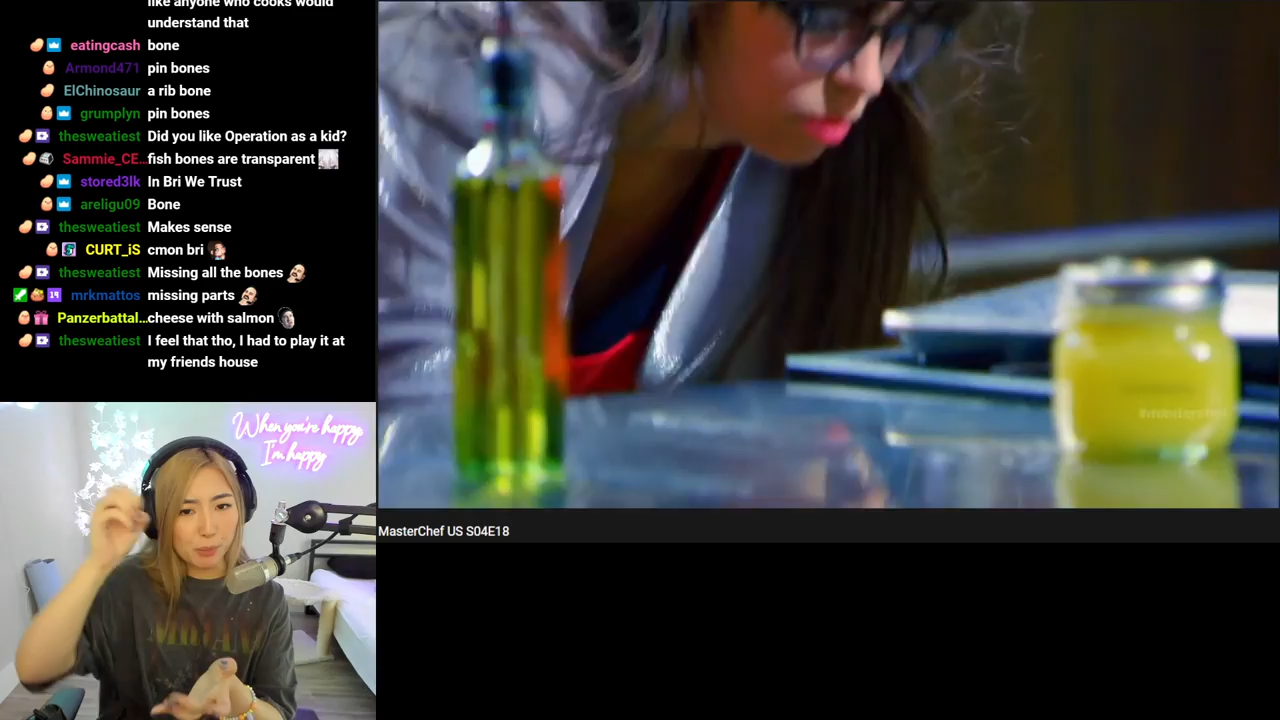 like anyone who cooks would
understand that
eatingcash bone
Armond471 pin bones
ElChinosaur a rib bone
grumplyn pin bones
thesweatiest Did you like Operation as a kid?
Sammie_CE… fish bones are transparent
stored3lk In Bri We Trust
areligu09 Bone
thesweatiest Makes sense
CURT_iS cmon bri
thesweatiest Missing all the bones
mrkmattos missing parts
Panzerbattal… cheese with salmon
thesweatiest I feel that tho, I had to play it at
my friends house
When you're happy
I'm happy
MasterChef US S04E18